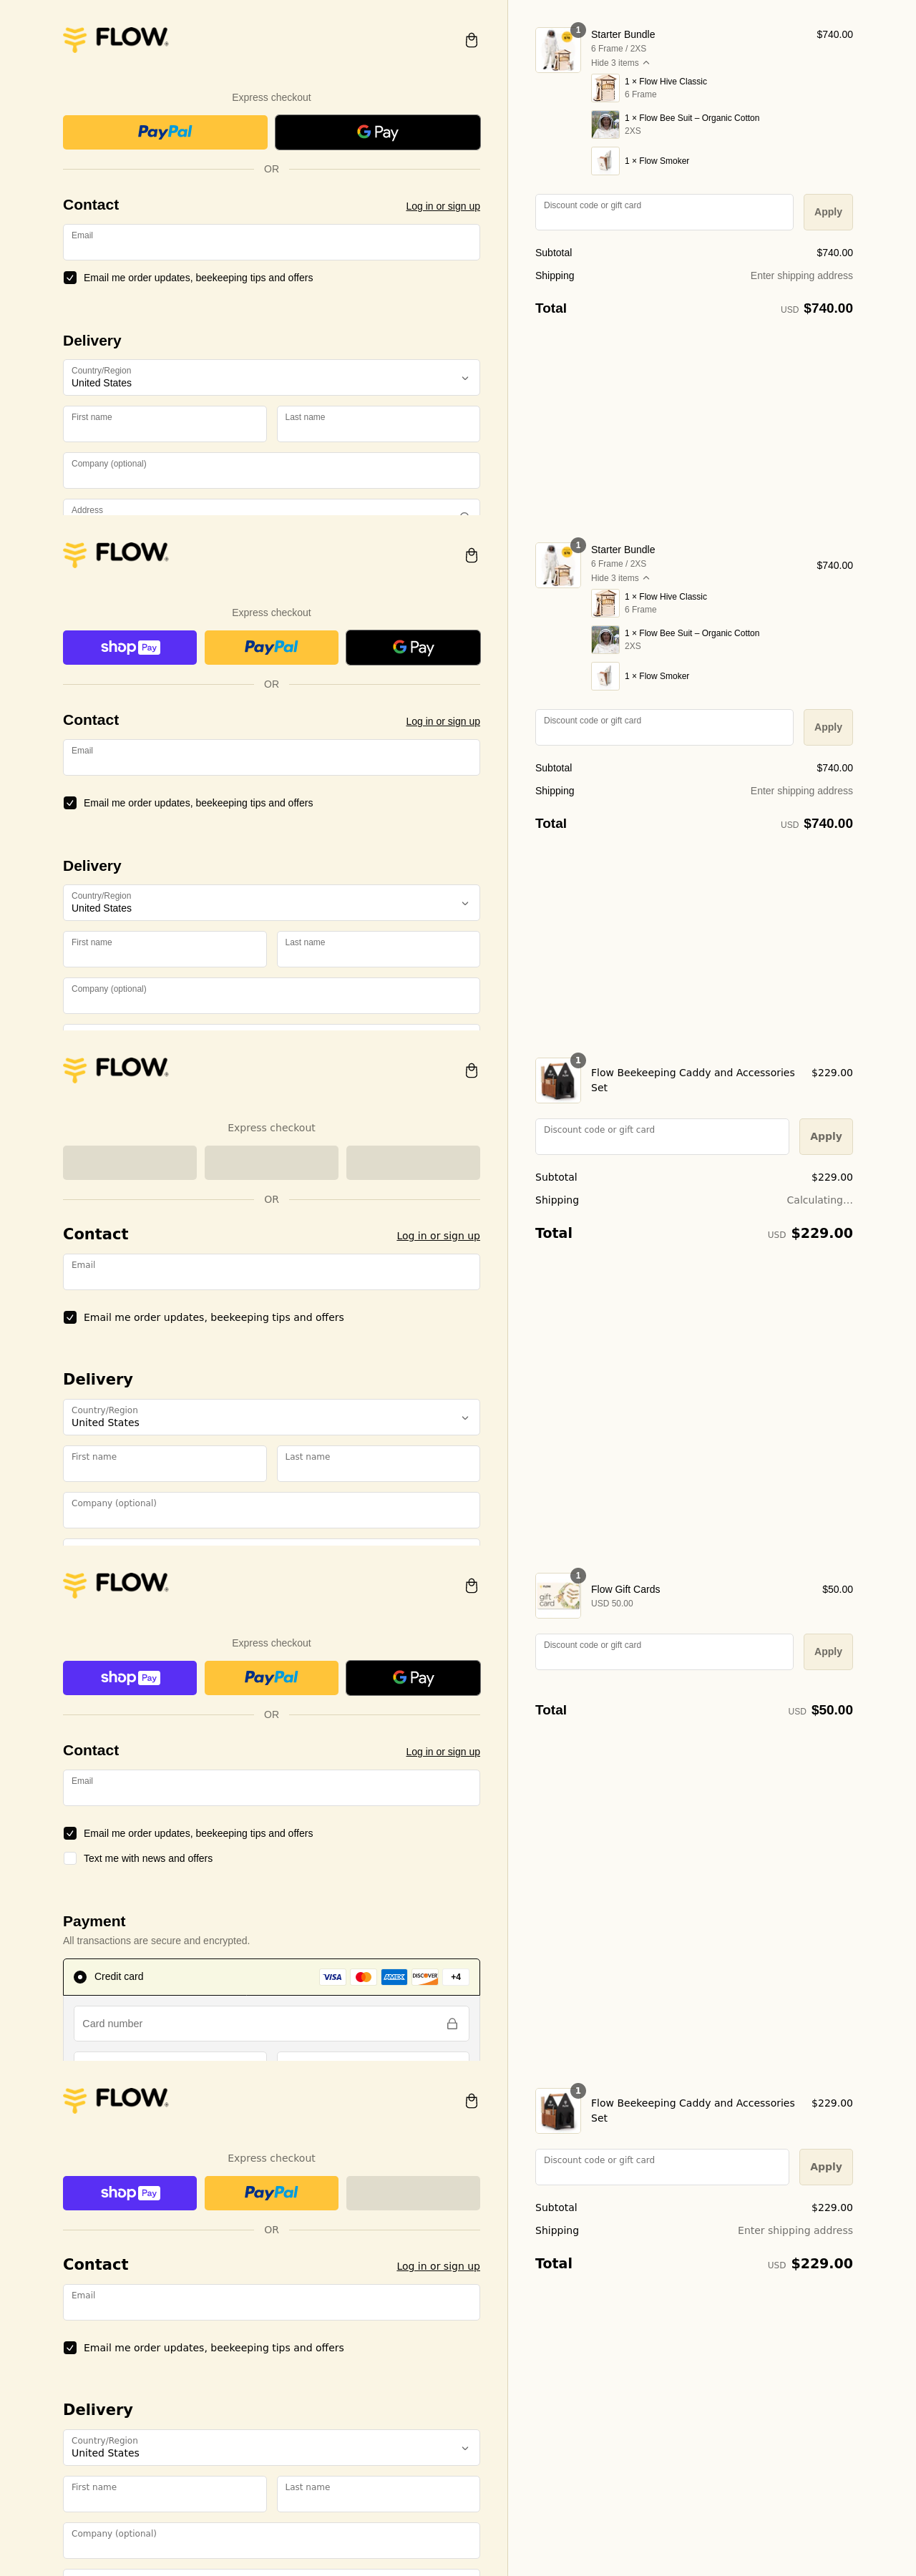 FLOW
Express checkout
PayPal
G Pay
OR
Contact
Log in or sign up
Email
Email me order updates, beekeeping tips and offers
Delivery
Country/Region
United States
First name
Last name
Company (optional)
Address
1
Starter Bundle
$740.00
6 Frame / 2XS
Hide 3 items
1 × Flow Hive Classic
6 Frame
1 × Flow Bee Suit – Organic Cotton
2XS
1 × Flow Smoker
Discount code or gift card
Apply
Subtotal
$740.00
Shipping
Enter shipping address
Total
USD $740.00
FLOW
Express checkout
shop Pay
PayPal
G Pay
OR
Contact
Log in or sign up
Email
Email me order updates, beekeeping tips and offers
Delivery
Country/Region
United States
First name
Last name
Company (optional)
1
Starter Bundle
6 Frame / 2XS
$740.00
Hide 3 items
1 × Flow Hive Classic
6 Frame
1 × Flow Bee Suit – Organic Cotton
2XS
1 × Flow Smoker
Discount code or gift card
Apply
Subtotal
$740.00
Shipping
Enter shipping address
Total
USD $740.00
FLOW
Express checkout
OR
Contact
Log in or sign up
Email
Email me order updates, beekeeping tips and offers
Delivery
Country/Region
United States
First name
Last name
Company (optional)
1
Flow Beekeeping Caddy and Accessories
Set
$229.00
Discount code or gift card
Apply
Subtotal
$229.00
Shipping
Calculating...
Total
USD $229.00
FLOW
Express checkout
shop Pay
PayPal
G Pay
OR
Contact
Log in or sign up
Email
Email me order updates, beekeeping tips and offers
Text me with news and offers
Payment
All transactions are secure and encrypted.
Credit card
VISA
AMEX
DISCOVER
+4
Card number
1
gift
card
Flow Gift Cards
USD 50.00
$50.00
Discount code or gift card
Apply
Total
USD $50.00
FLOW
Express checkout
shop Pay
PayPal
OR
Contact
Log in or sign up
Email
Email me order updates, beekeeping tips and offers
Delivery
Country/Region
United States
First name
Last name
Company (optional)
1
Flow Beekeeping Caddy and Accessories
Set
$229.00
Discount code or gift card
Apply
Subtotal
$229.00
Shipping
Enter shipping address
Total
USD $229.00